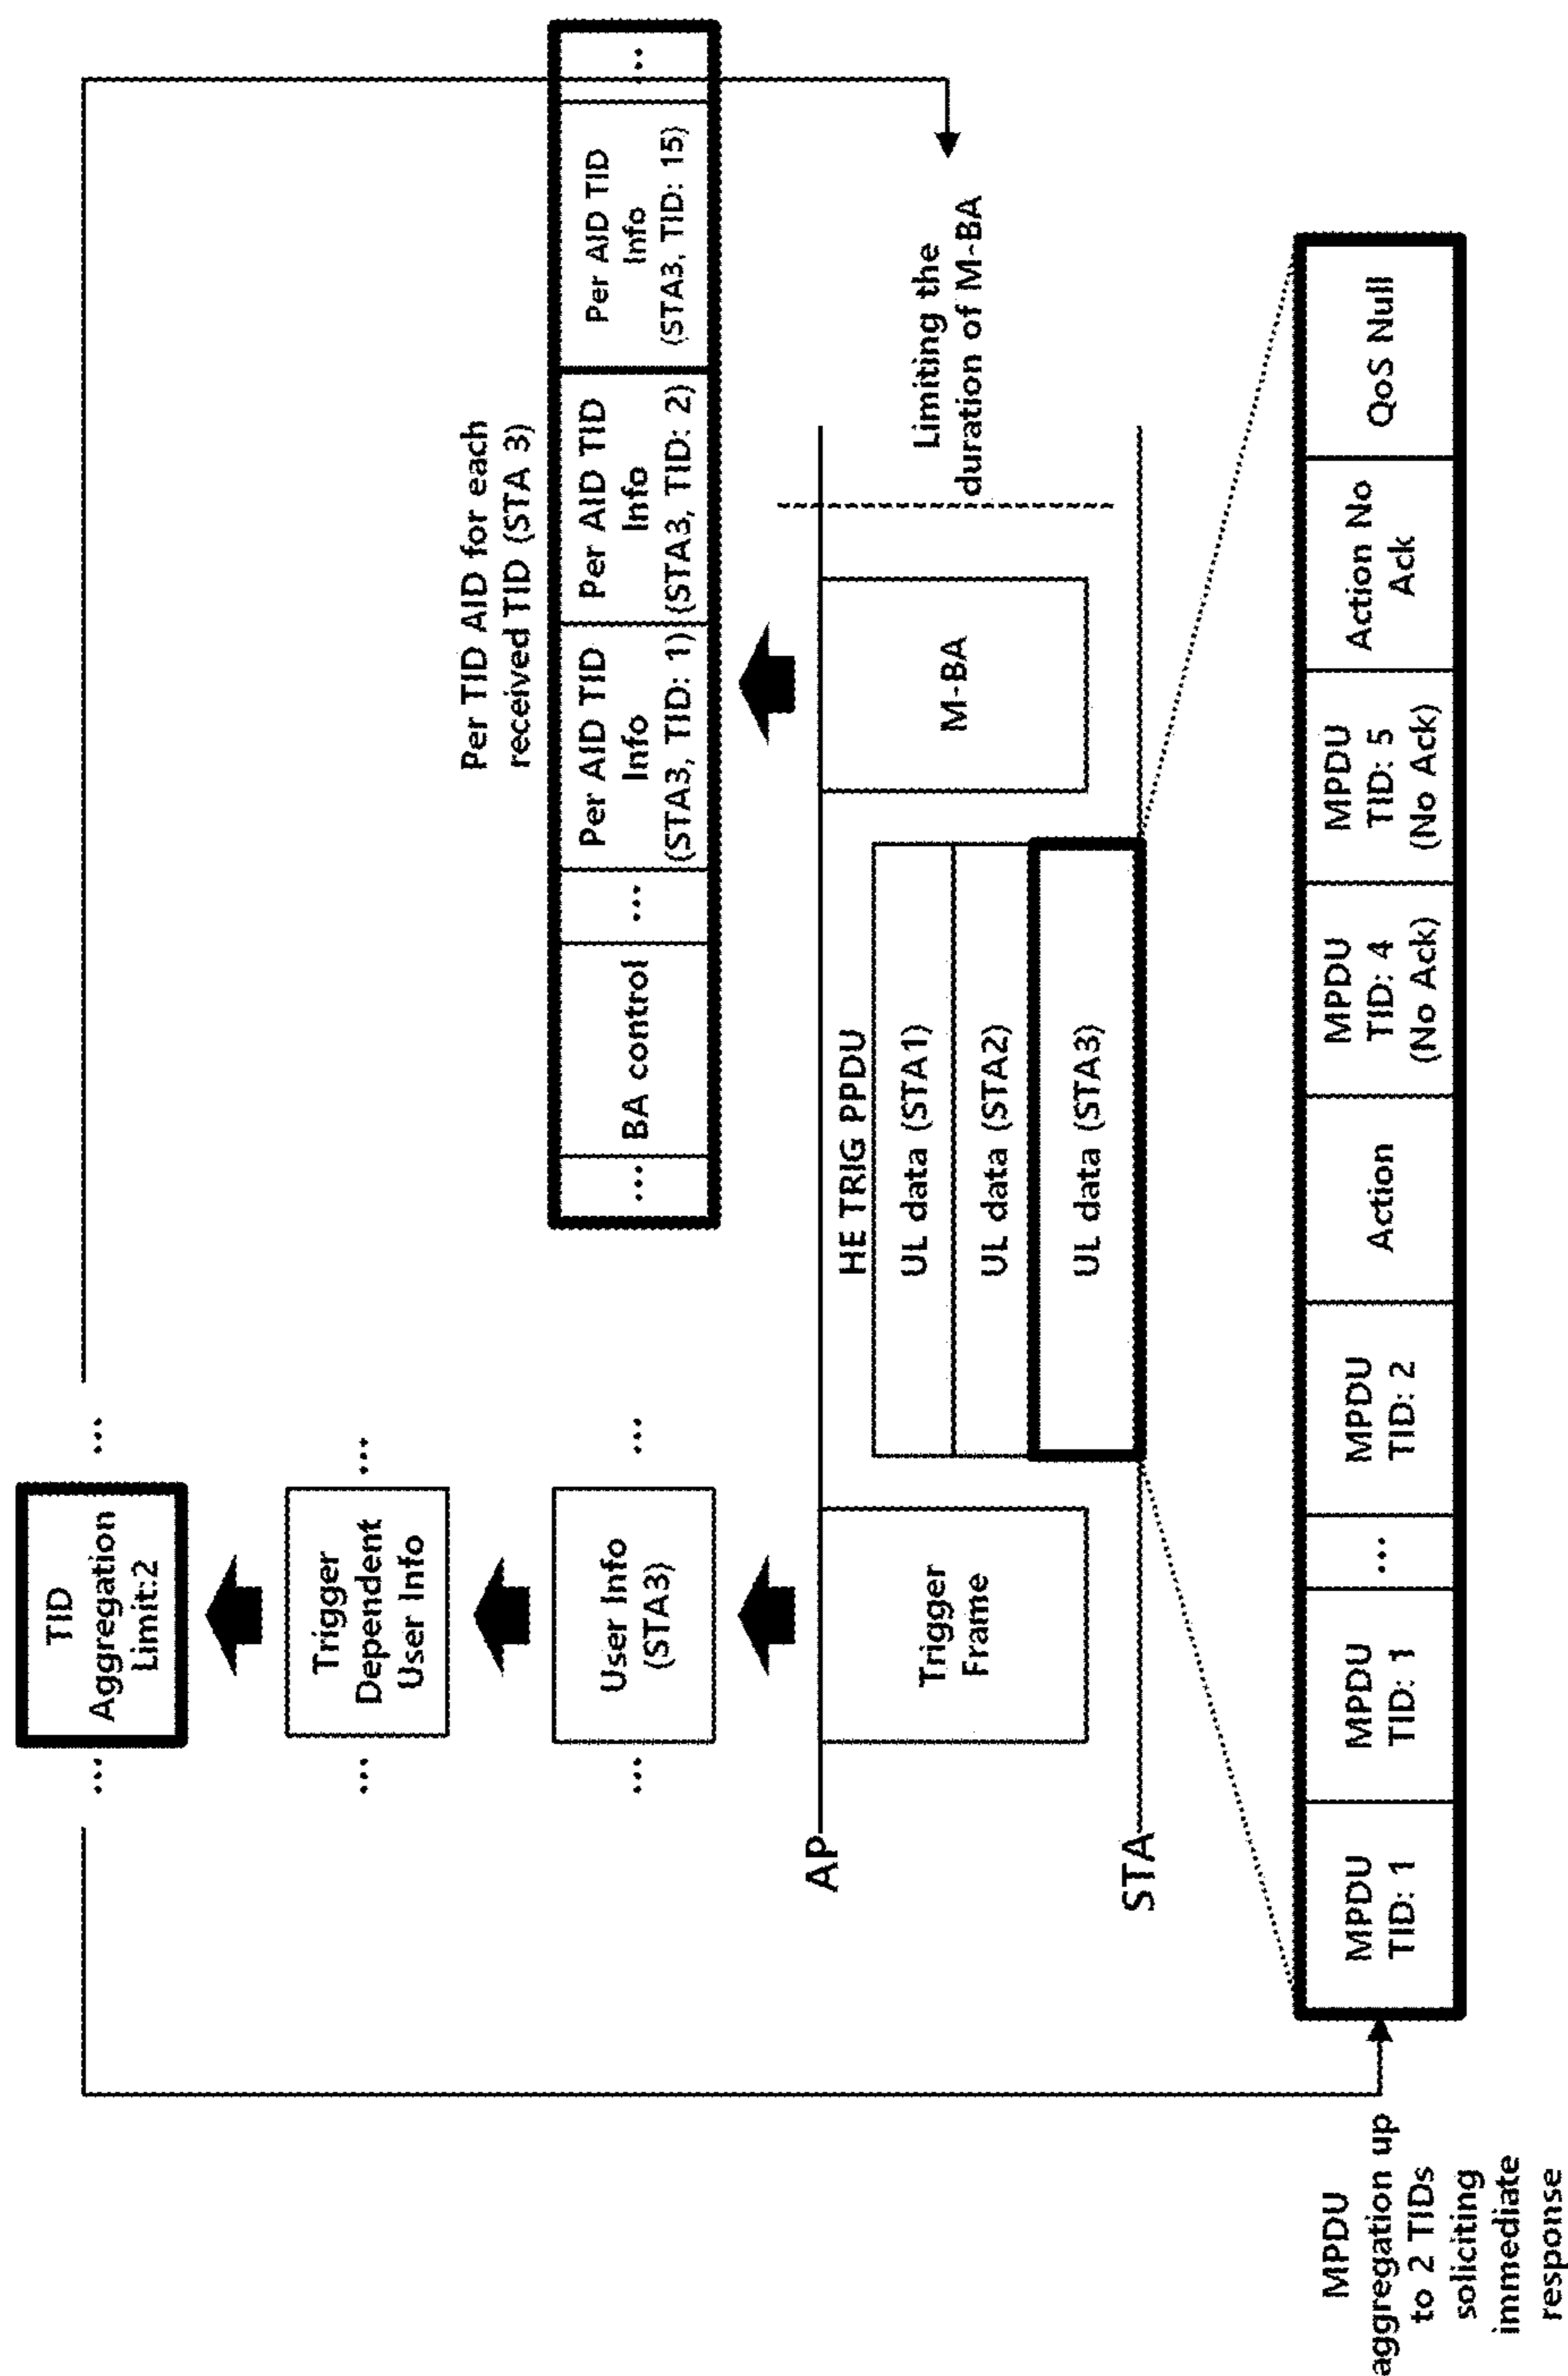 TID
Aggregation
Limit:2
...
...
Trigger
Dependent
User Info
...
...
User Info
(STA3)
...
...
Per TID AID for each
received TID (STA 3)
...
BA control
...
Per AID TID
Info
(STA3, TID: 1)
Per AID TID
Info
(STA3, TID: 2)
Per AID TID
Info
(STA3, TID: 15)
...
AP
Trigger
Frame
HE TRIG PPDU
UL data (STA1)
UL data (STA2)
UL data (STA3)
M-BA
Limiting the
duration of M-BA
STA
MPDU
aggregation up
to 2 TIDs
soliciting
immediate
response
MPDU
TID: 1
MPDU
TID: 1
...
MPDU
TID: 2
Action
MPDU
TID: 4
(No Ack)
MPDU
TID: 5
(No Ack)
Action No
Ack
QoS Null